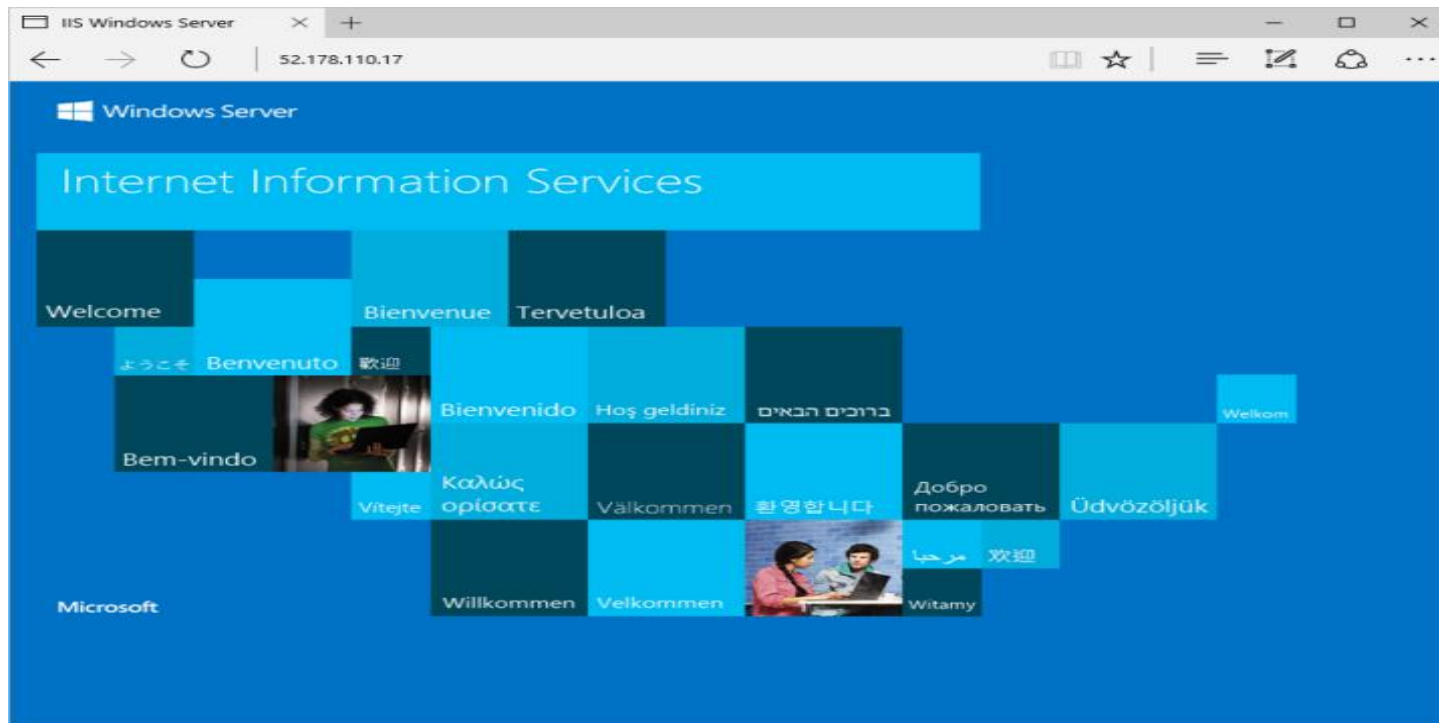 IIS Windows Server
52.178.110.17
Windows Server
Internet Information Services
Welcome
Bienvenue
Tervetuloa
ようこそ
Benvenuto
歡迎
Bienvenido
Hoş geldiniz
ברוכים הבאים
Welkom
Bem-vindo
Vítejte
Καλώς
ορίσατε
Välkommen
환영합니다
Добро
пожаловать
Üdvözöljük
مرحبا
欢迎
Microsoft
Willkommen
Velkommen
Witamy